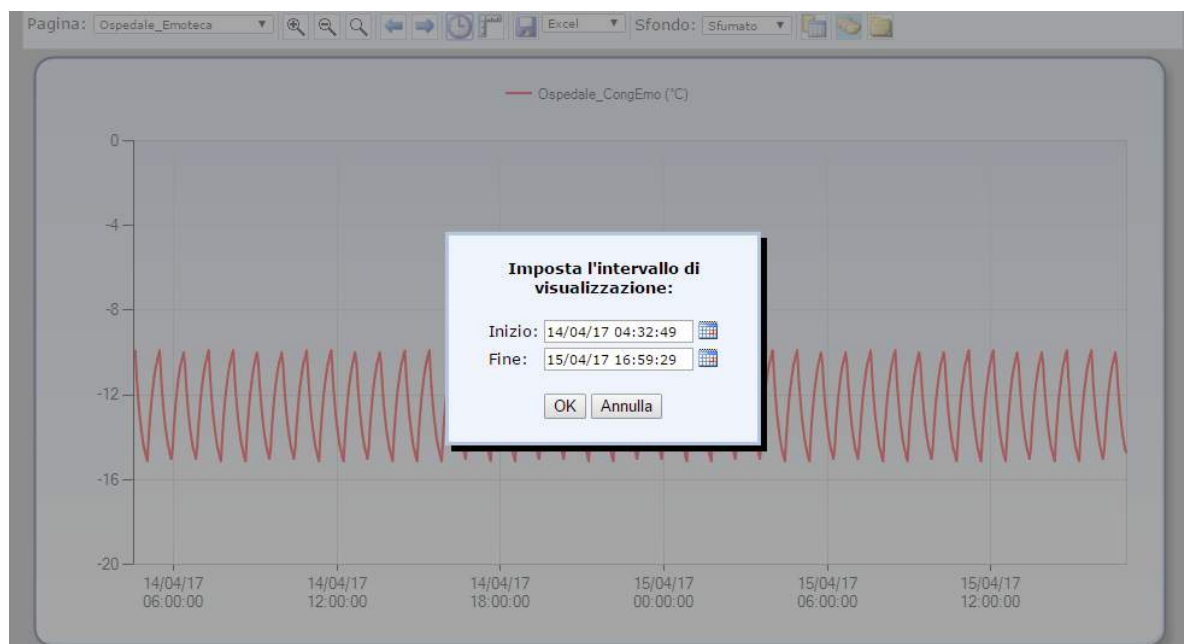 Pagina: Ospedale_Emoteca Excel Sfondo: Sfumato
Ospedale_CongEmo (°C)
0
-4
-8
-12
-16
-20
Imposta l'intervallo di
visualizzazione:
Inizio: 14/04/17 04:32:49
Fine: 15/04/17 16:59:29
OK Annulla
14/04/17 14/04/17 14/04/17 15/04/17 15/04/17 15/04/17
06:00:00 12:00:00 18:00:00 00:00:00 06:00:00 12:00:00